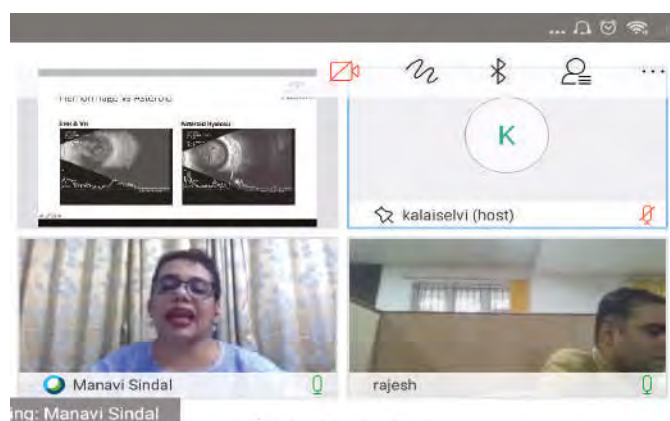 Hemorrhage vs Asteroid
Asteroid Hyalosis
K
kalaiselvi (host)
Manavi Sindal
rajesh
ing: Manavi Sindal